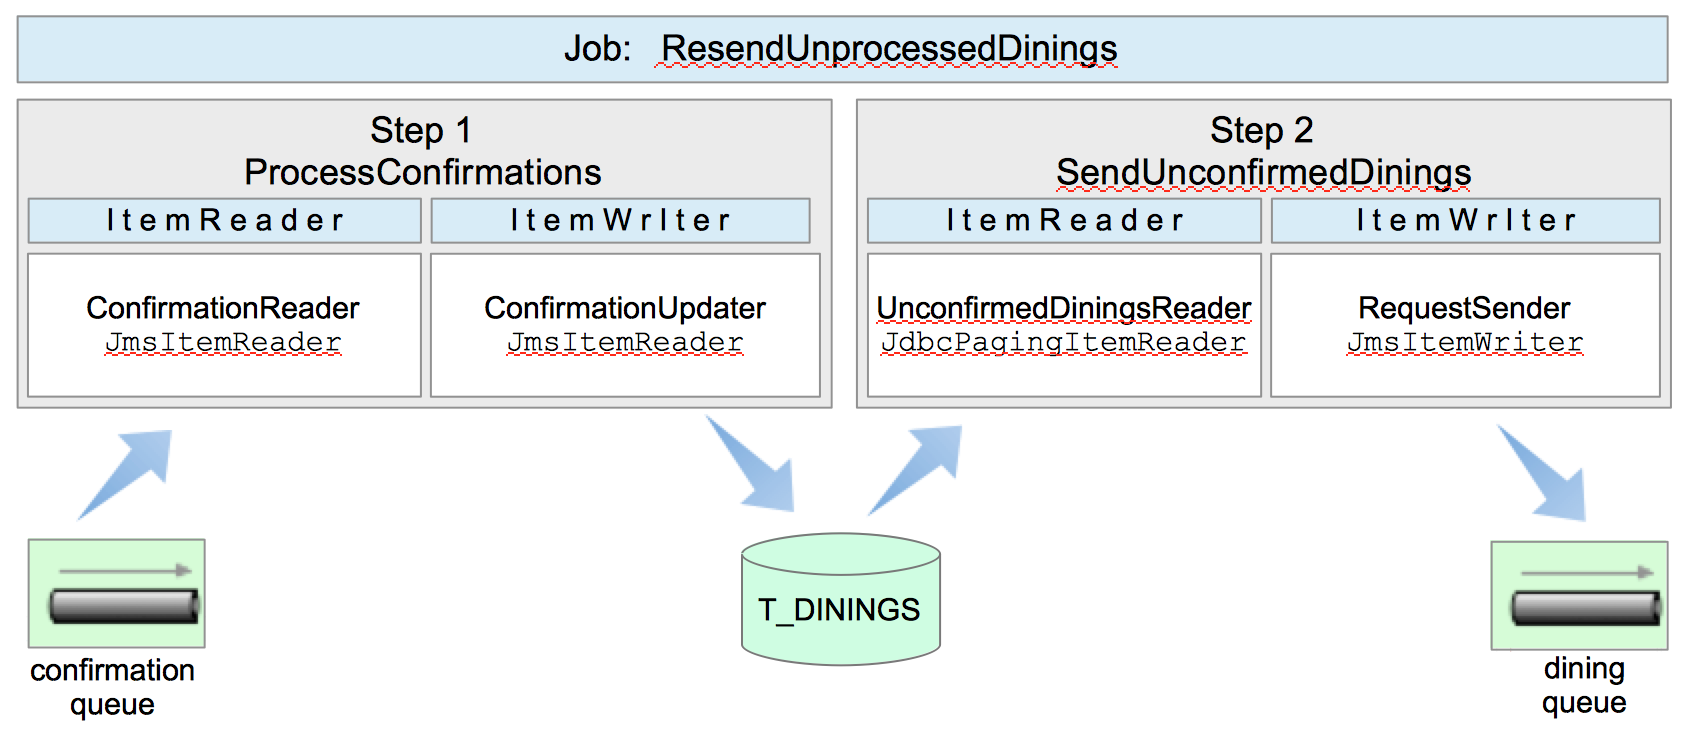 Job: ResendUnprocessedDinings
Step 1
ProcessConfirmations
ItemReader
ItemWrIter
ConfirmationReader
JmsItemReader
ConfirmationUpdater
JmsItemReader
Step 2
SendUnconfirmedDinings
ItemReader
ItemWrIter
UnconfirmedDiningsReader
JdbcPagingItemReader
RequestSender
JmsItemWriter
confirmation
queue
T_DININGS
dining
queue